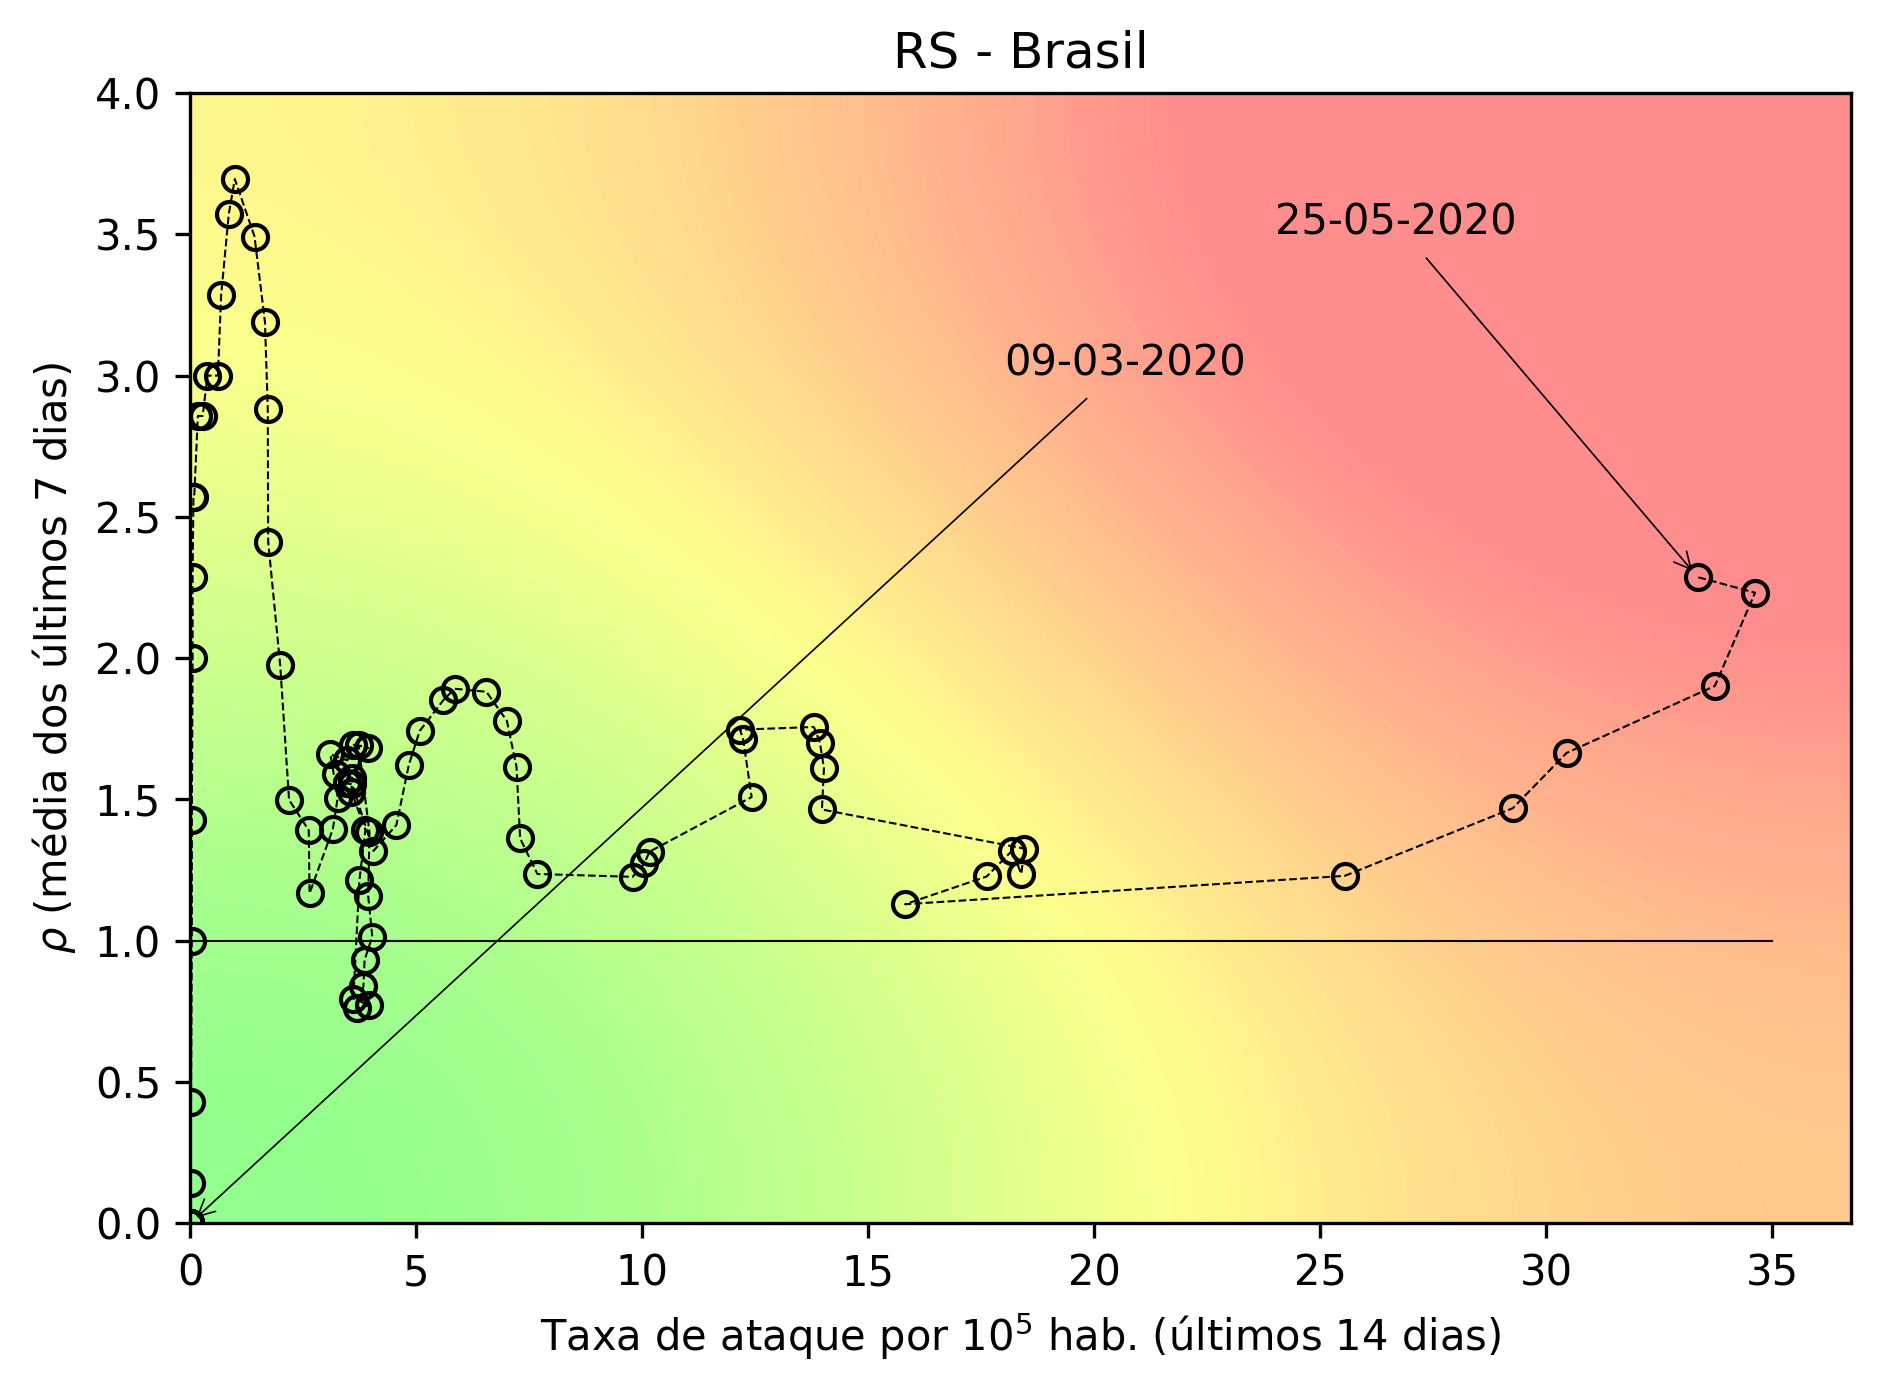 RS - Brasil
4.0
3.5
3.0
2.5
2.0
1.5
1.0
0.5
0.0
ρ (média dos últimos 7 dias)
25-05-2020
09-03-2020
0 5 10 15 20 25 30 35
Taxa de ataque por 10⁵ hab. (últimos 14 dias)